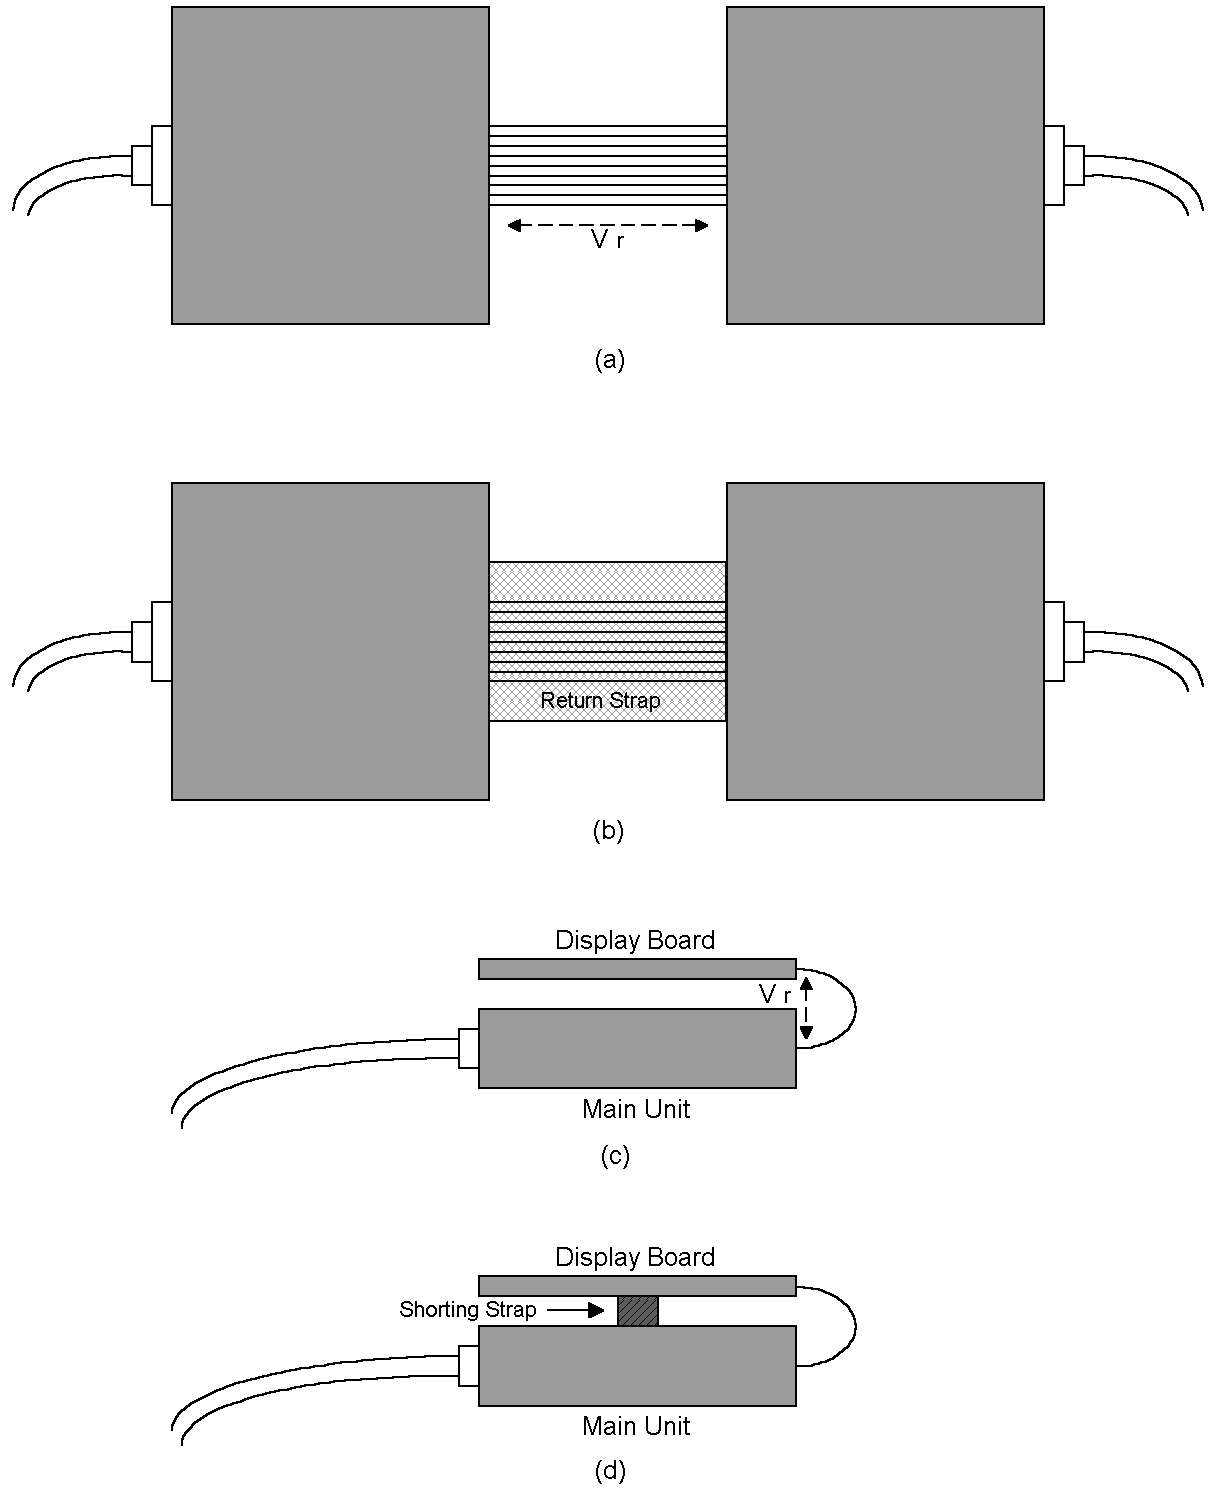 V r
(a)
Return Strap
(b)
Display Board
V r
Main Unit
(c)
Display Board
Shorting Strap
Main Unit
(d)